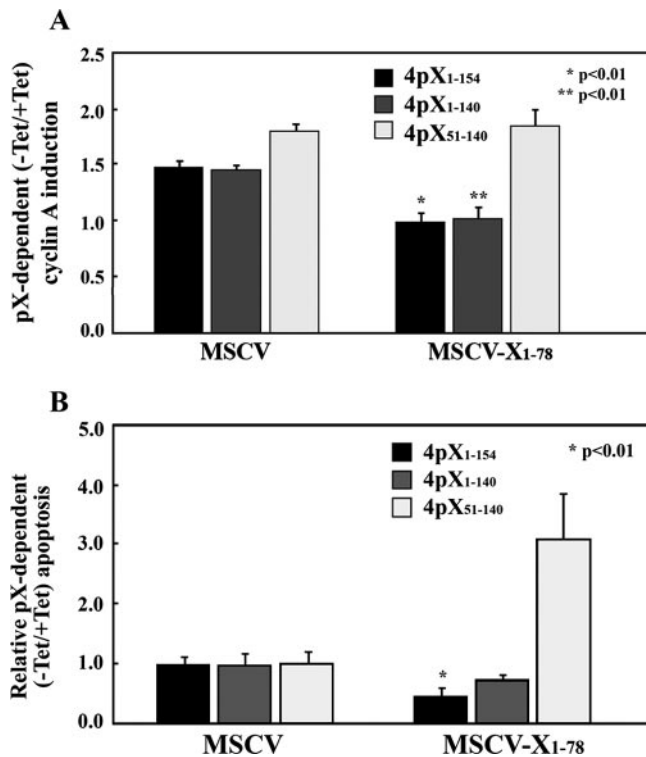 A
pX-dependent (-Tet/+Tet)
cyclin A induction
2.5
2.0
1.5
1.0
0.5
0.0
4pX1-154
4pX1-140
4pX51-140
* p<0.01
** p<0.01
* **
MSCV MSCV-X1-78
B
Relative pX-dependent
(-Tet/+Tet) apoptosis
5.0
4.0
3.0
2.0
1.0
0.0
4pX1-154
4pX1-140
4pX51-140
* p<0.01
*
MSCV MSCV-X1-78